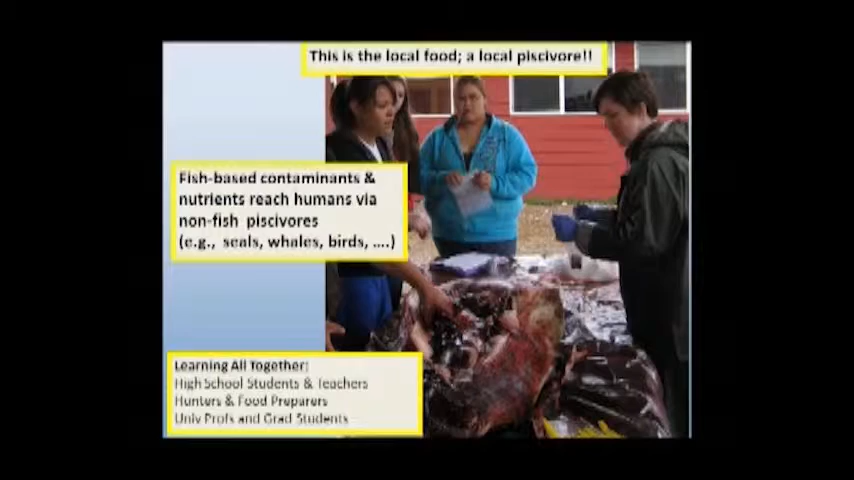 This is the local food; a local piscivore!!
Fish-based contaminants &
nutrients reach humans via
non-fish piscivores
(e.g., seals, whales, birds, ....)
Learning All Together:
High School Students & Teachers
Hunters & Food Preparers
Univ Profs and Grad Students